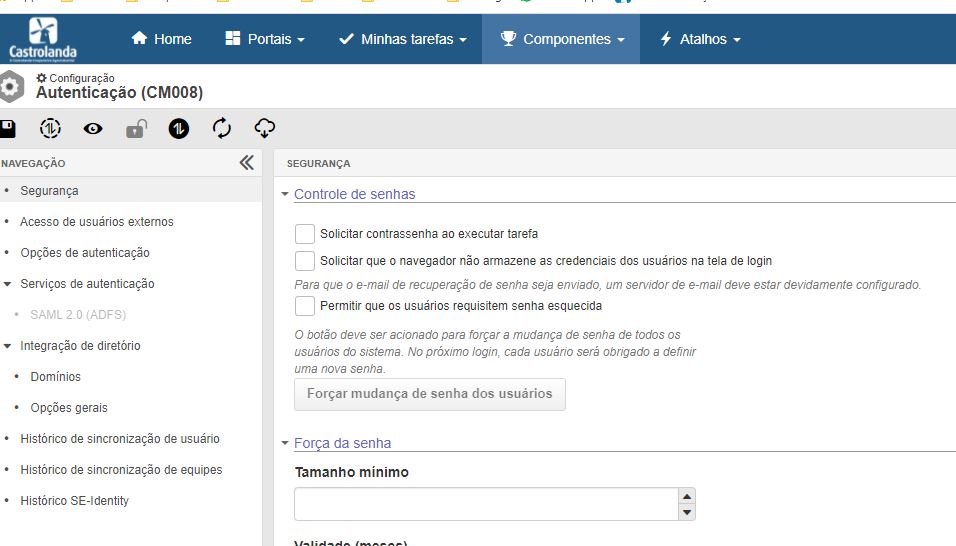 Castrolanda
Home
Portais
Minhas tarefas
Componentes
Atalhos
Configuração
Autenticação (CM008)
NAVEGAÇÃO
Segurança
Acesso de usuários externos
Opções de autenticação
Serviços de autenticação
SAML 2.0 (ADFS)
Integração de diretório
Domínios
Opções gerais
Histórico de sincronização de usuário
Histórico de sincronização de equipes
Histórico SE-Identity
SEGURANÇA
Controle de senhas
Solicitar contrassenha ao executar tarefa
Solicitar que o navegador não armazene as credenciais dos usuários na tela de login
Para que o e-mail de recuperação de senha seja enviado, um servidor de e-mail deve estar devidamente configurado.
Permitir que os usuários requisitem senha esquecida
O botão deve ser acionado para forçar a mudança de senha de todos os
usuários do sistema. No próximo login, cada usuário será obrigado a definir
uma nova senha.
Forçar mudança de senha dos usuários
Força da senha
Tamanho mínimo
Validade (meses)